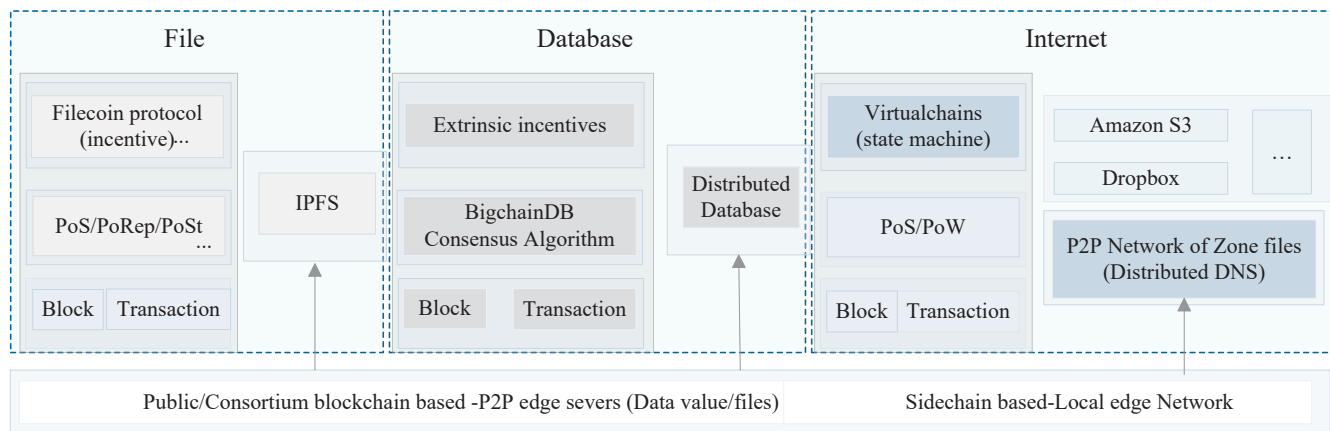 File
Filecoin protocol
(incentive)...
IPFS
PoS/PoRep/PoSt
...
Block
Transaction
Database
Extrinsic incentives
BigchainDB
Consensus Algorithm
Distributed
Database
Block
Transaction
Internet
Virtualchains
(state machine)
Amazon S3
Dropbox
...
PoS/PoW
P2P Network of Zone files
(Distributed DNS)
Block
Transaction
Public/Consortium blockchain based -P2P edge severs (Data value/files)
Sidechain based-Local edge Network